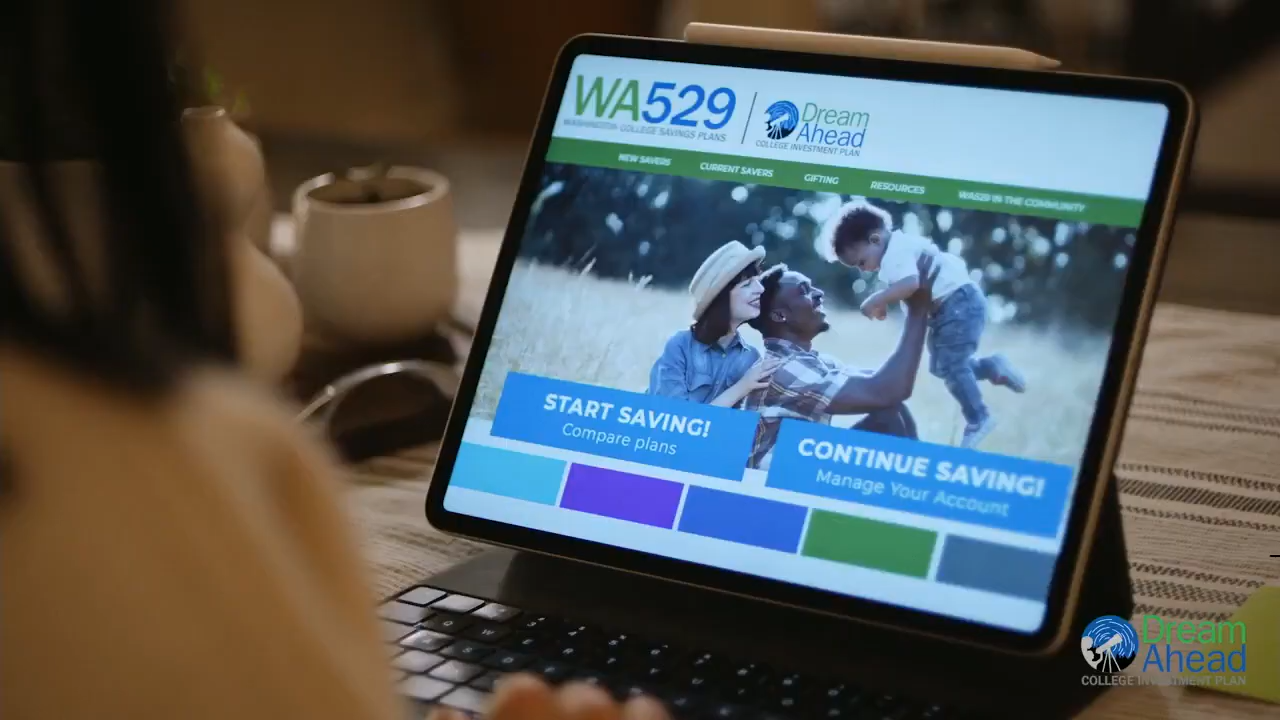 WA529
WASHINGTON COLLEGE SAVINGS PLANS
Dream
Ahead
COLLEGE INVESTMENT PLAN
NEW SAVERS
CURRENT SAVERS
GIFTING
RESOURCES
WA529 IN THE COMMUNITY
START SAVING!
Compare plans
CONTINUE SAVING!
Manage Your Account
Dream
Ahead
COLLEGE INVESTMENT PLAN